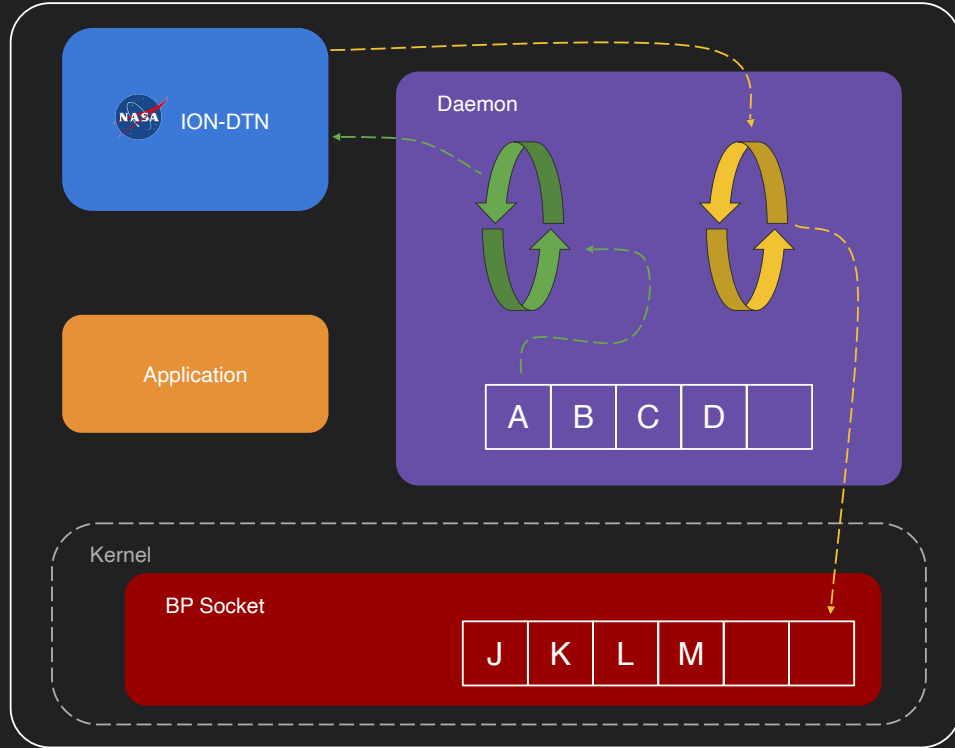 NASA
ION-DTN
Daemon
Application
A B C D
Kernel
BP Socket
J K L M